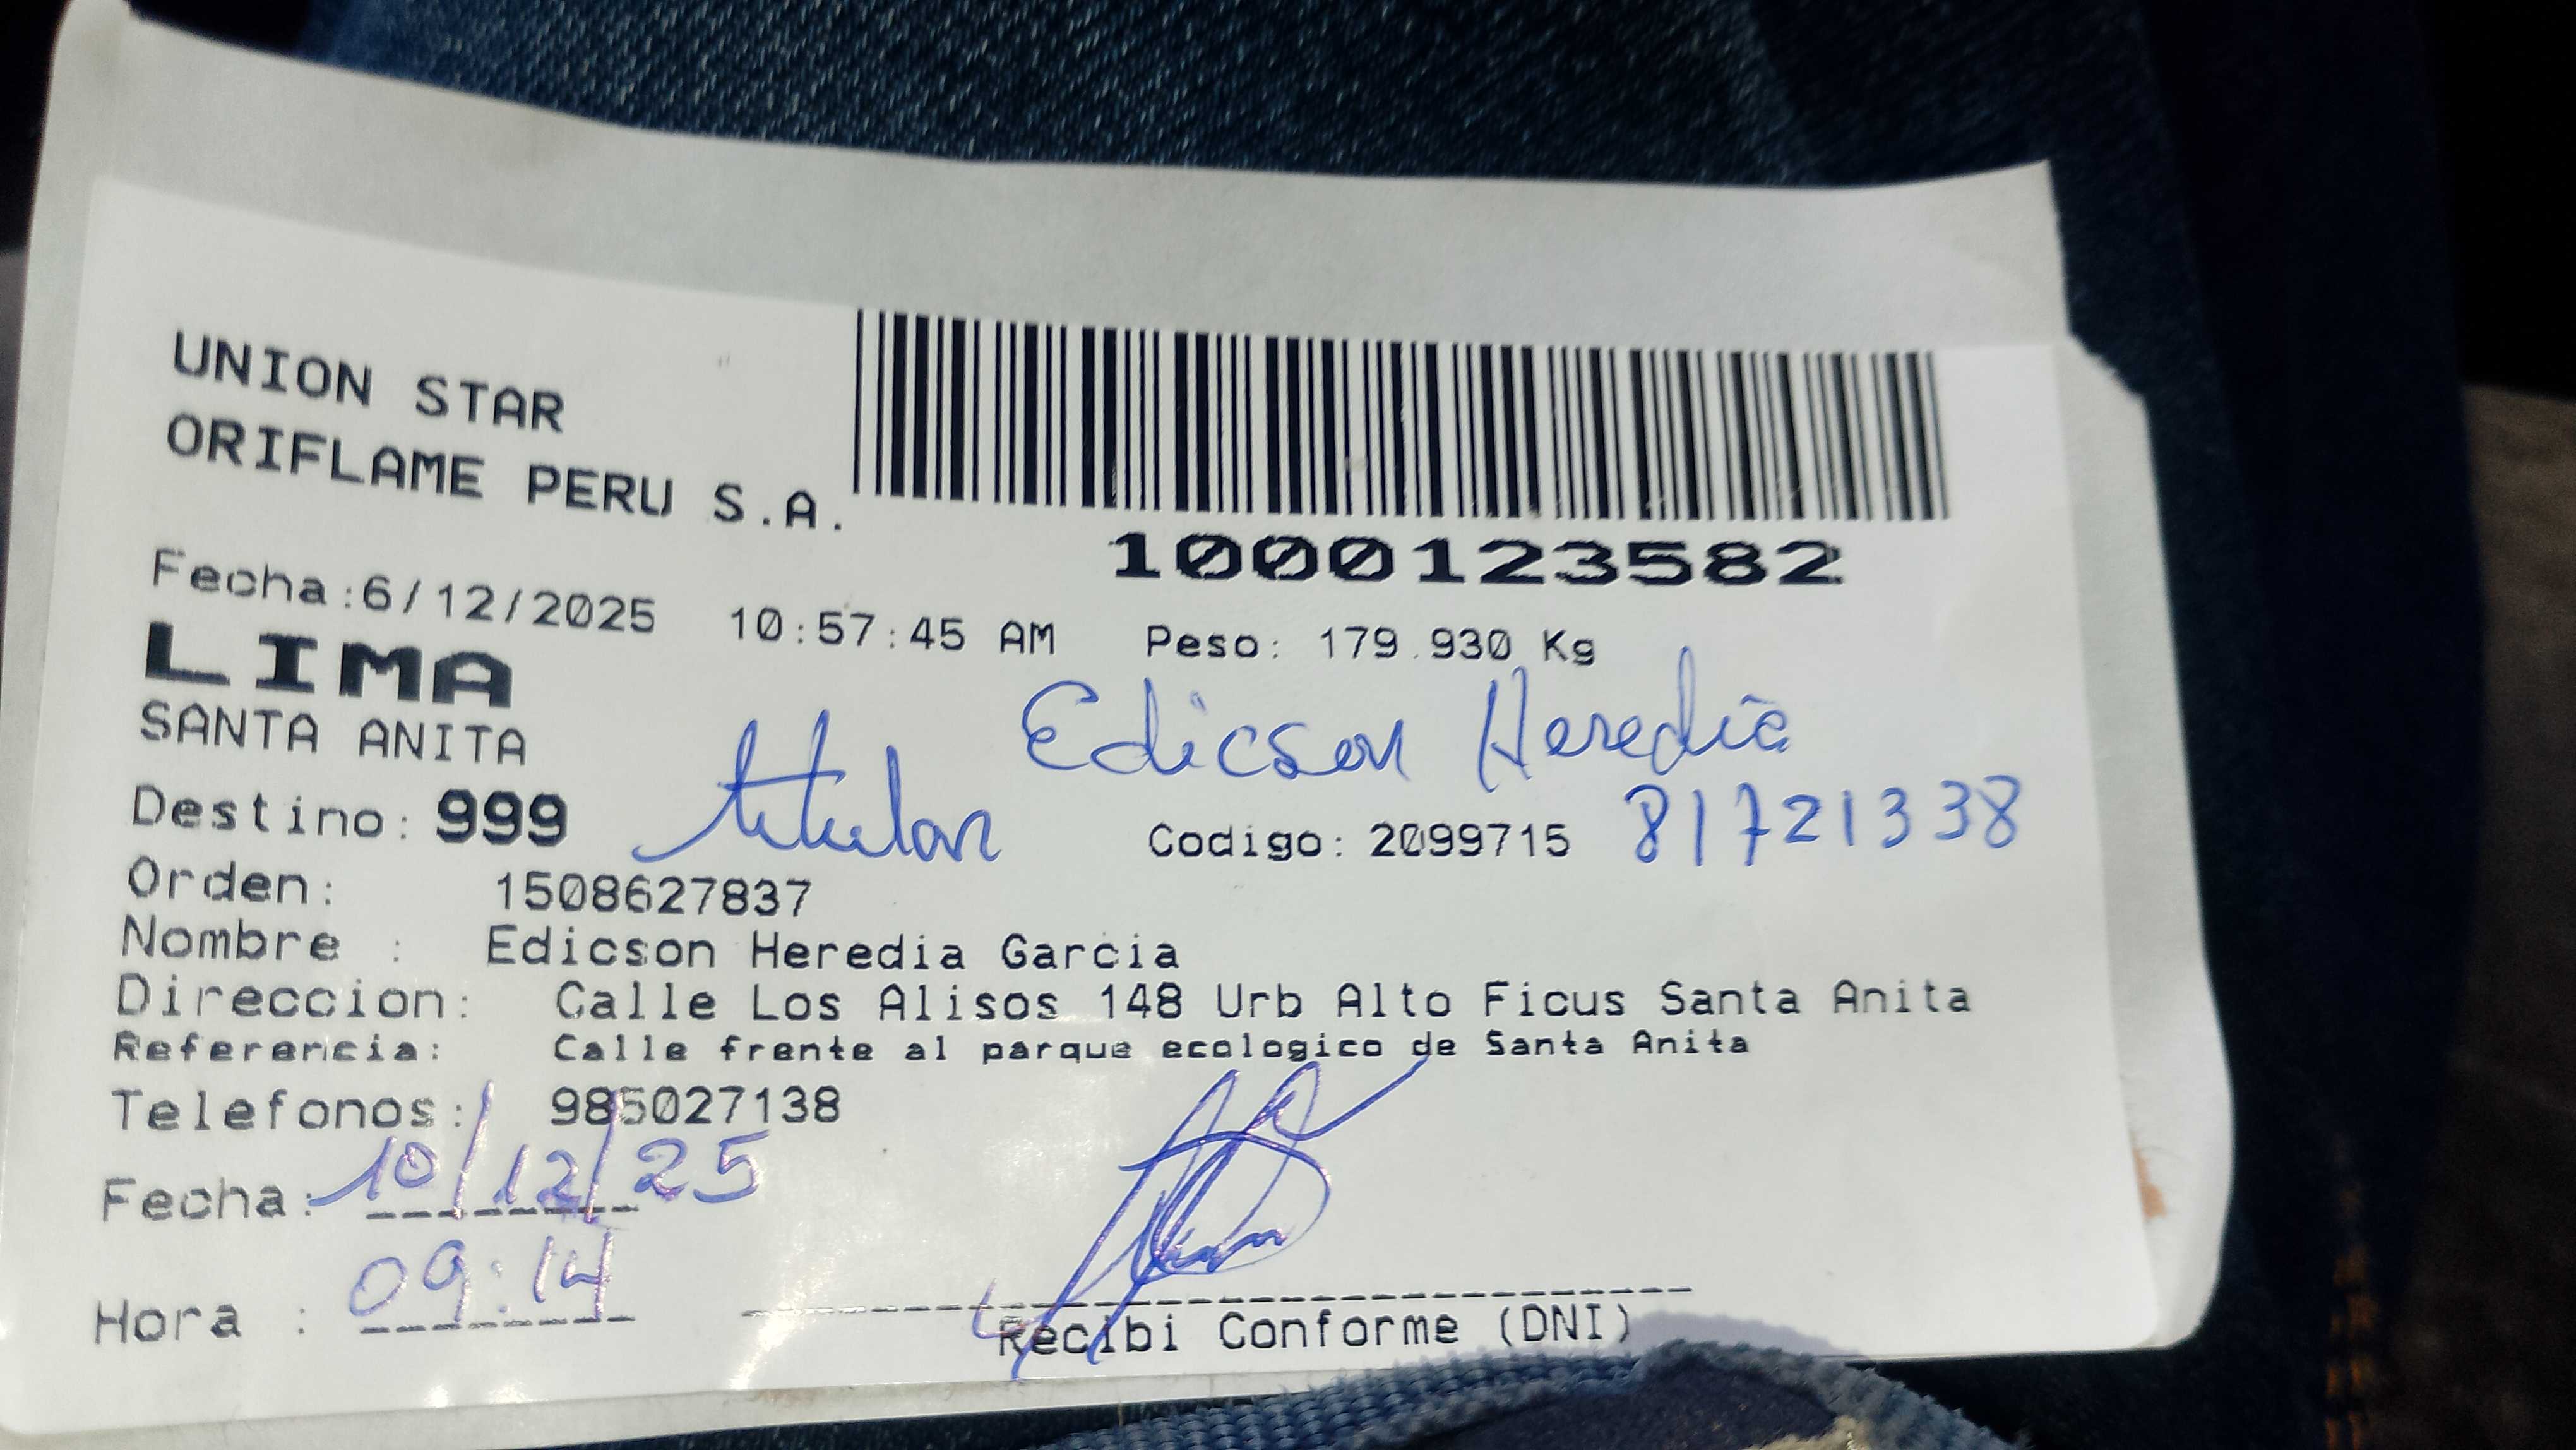 UNION STAR
ORIFLAME PERU S.A.
1000123582
Fecha:6/12/2025 10:57:45 AM Peso: 179.930 Kg
LIMA
SANTA ANITA
Edicson Heredia
Destino: 999 titular Codigo: 2099715 81721338
Orden: 1508627837
Nombre : Edicson Heredia Garcia
Direccion: Calle Los Alisos 148 Urb Alto Ficus Santa Anita
Referencia: Calle frente al parque ecologico de Santa Anita
Telefonos: 985027138
Fecha: 10/12/25
Hora : 09:14
Recibi Conforme (DNI)